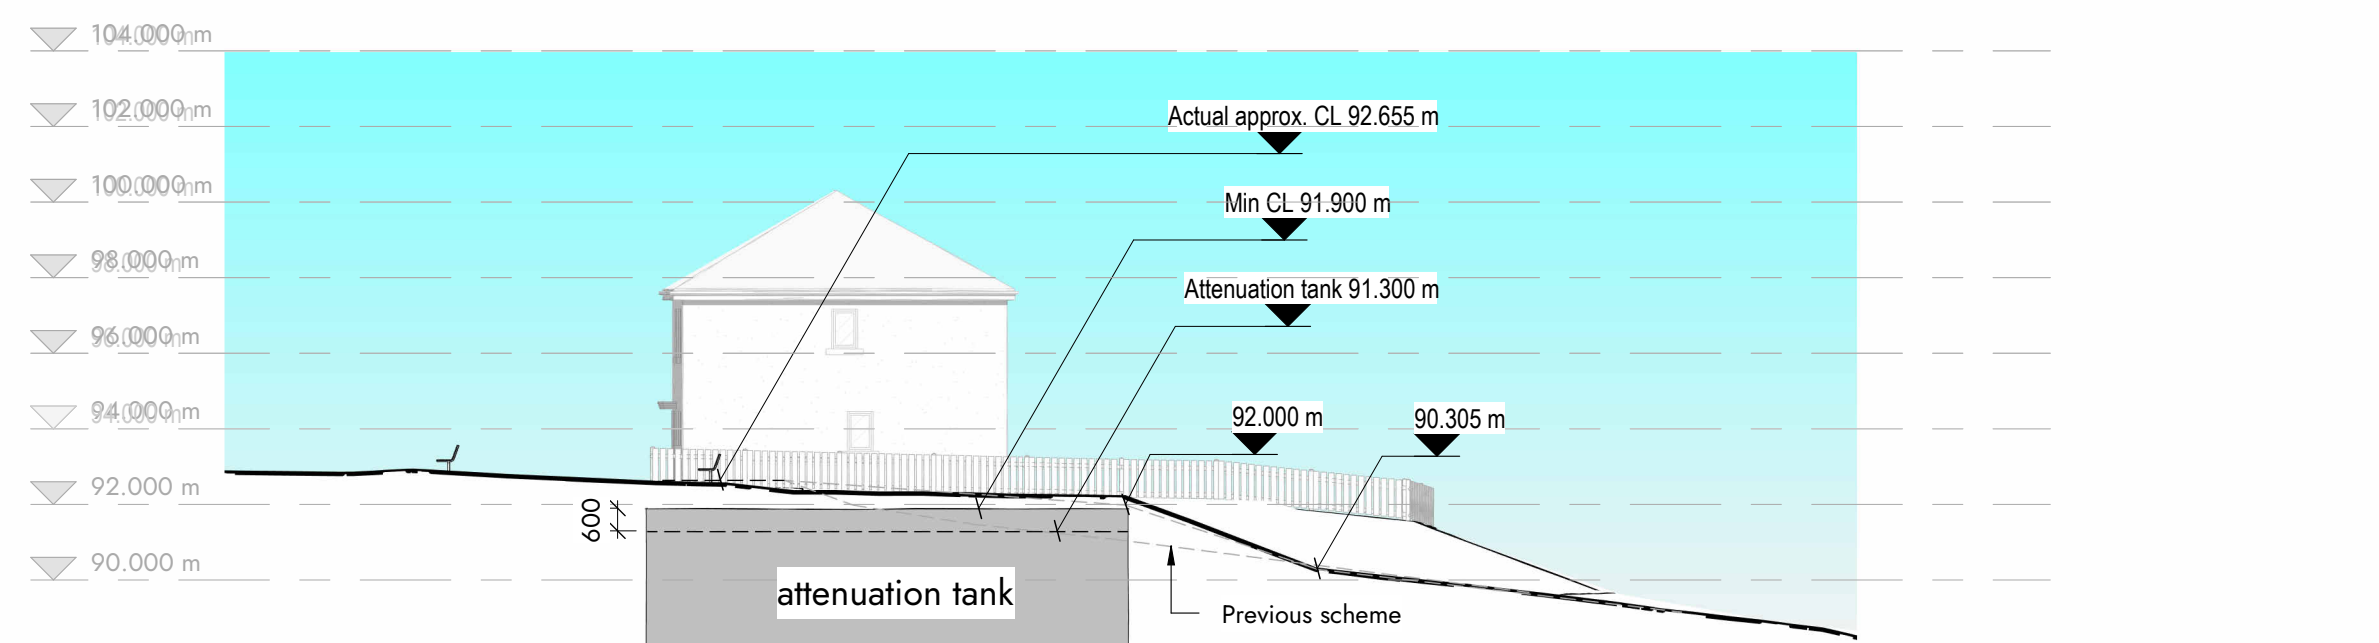 104.000 m
102.000 m
100.000 m
98.000 m
96.000 m
94.000 m
92.000 m
90.000 m
Actual approx. CL 92.655 m
Min CL 91.900 m
Attenuation tank 91.300 m
92.000 m
90.305 m
600
attenuation tank
Previous scheme